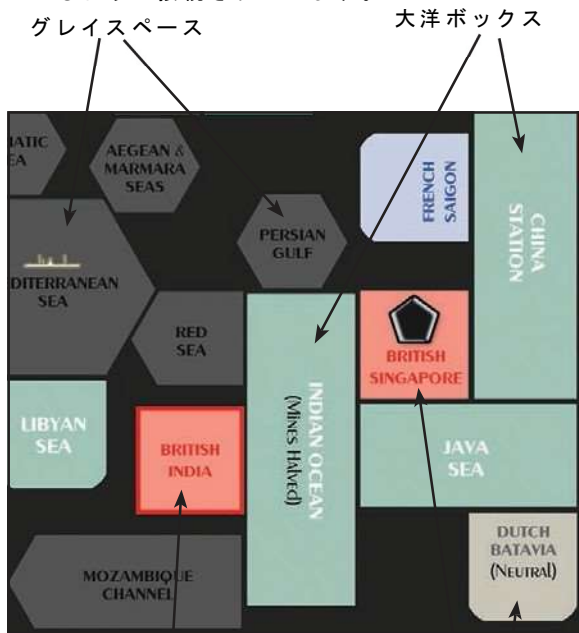 グレイスペース
大洋ボックス
AEGEAN &
MARMARA
SEAS
PERSIAN
GULF
FRENCH
SAIGON
CHINA
STATION
DITERRANEAN
SEA
RED
SEA
BRITISH
SINGAPORE
LIBYAN
SEA
BRITISH
INDIA
INDIAN OCEAN
(MINES HALVED)
JAVA
SEA
DUTCH
BATAVIA
(NEUTRAL)
MOZAMBIQUE
CHANNEL